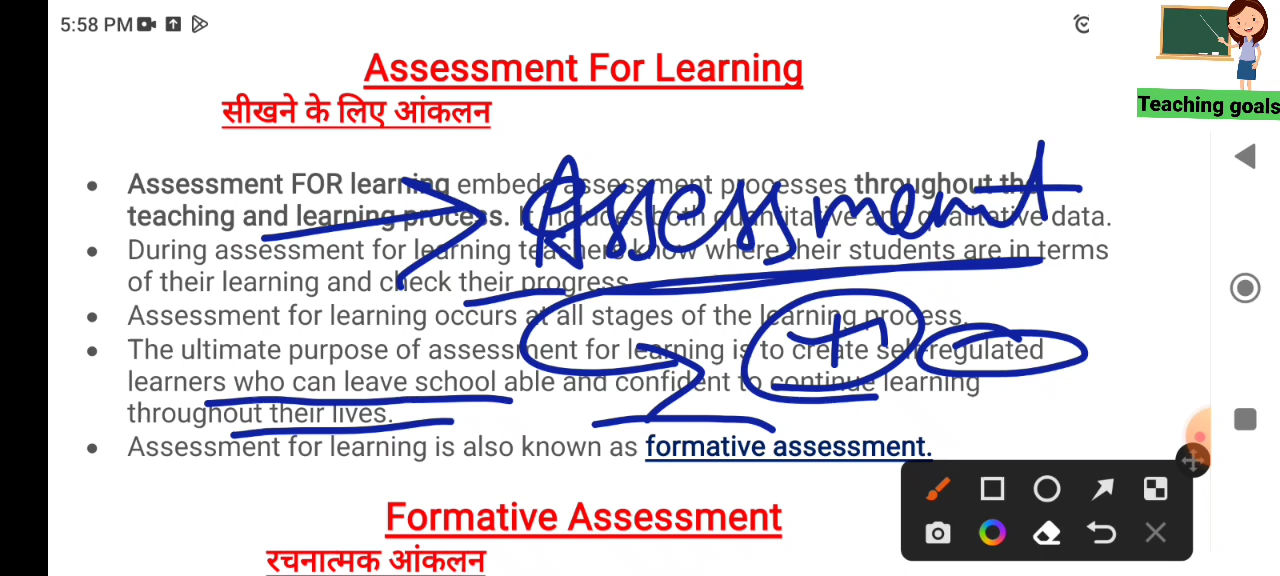 5:58 PM
Teaching goals
Assessment For Learning
सीखने के लिए आंकलन
Assessment
• Assessment FOR learning embeds assessment processes throughout the
teaching and learning process. It includes both quantitative and qualitative data.
• During assessment for learning teachers know where their students are in terms
of their learning and check their progress.
• Assessment for learning occurs at all stages of the learning process.
• The ultimate purpose of assessment for learning is to create self-regulated
learners who can leave school able and confident to continue learning
throughout their lives.
• Assessment for learning is also known as formative assessment.
Formative Assessment
रचनात्मक आंकलन